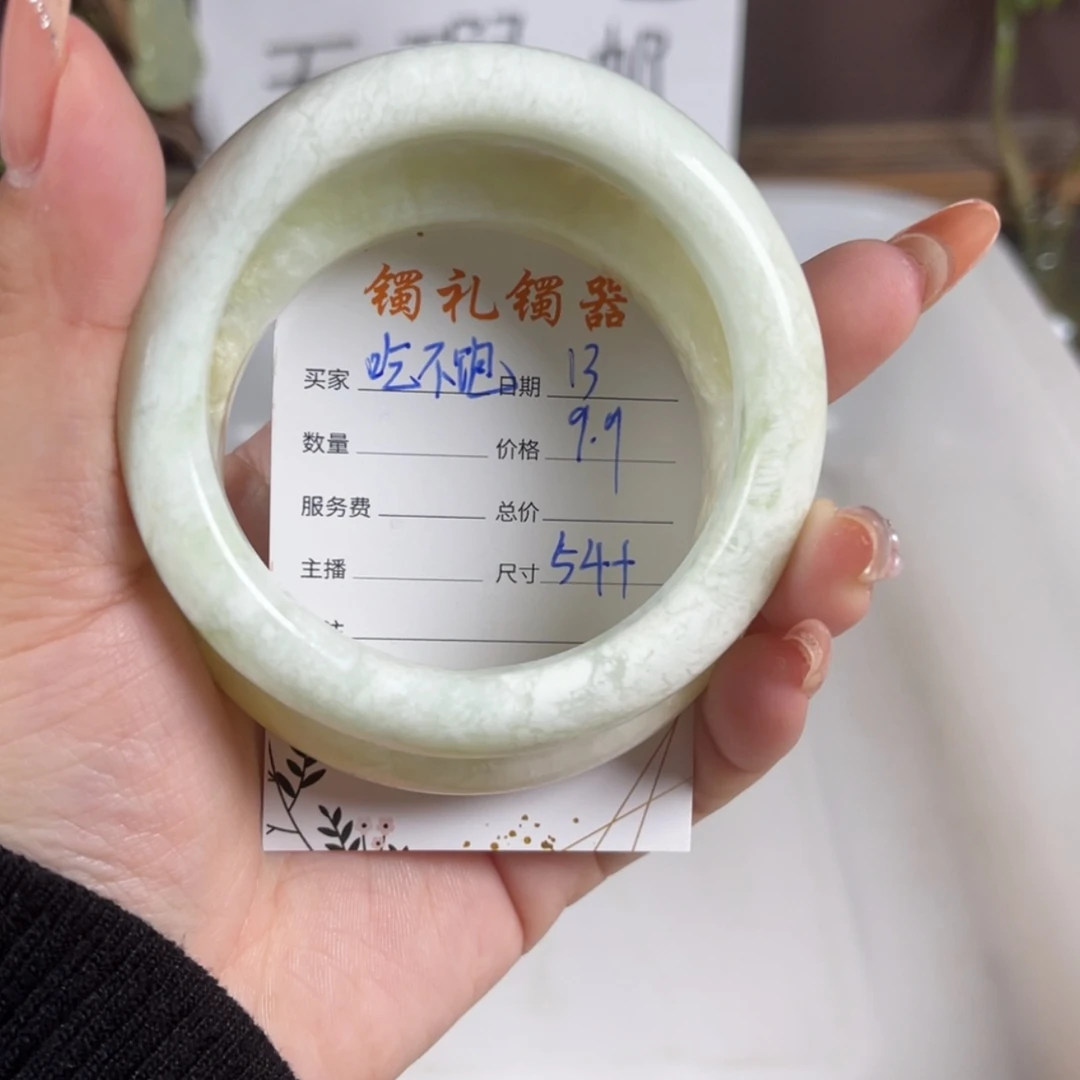 镯礼镯器
买家 吃不饱 日期 13
数量 价格 9.9
服务费 总价
主播 尺寸 54+